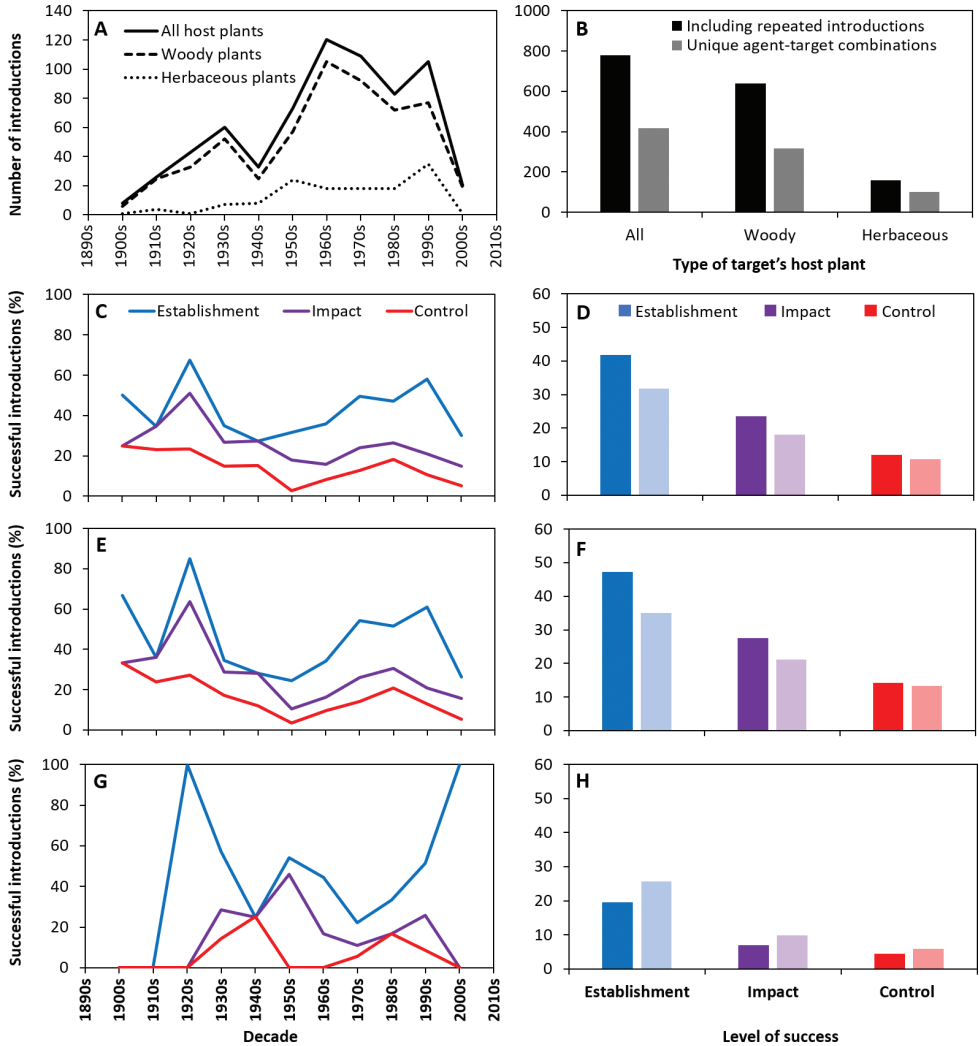 A
All host plants
Woody plants
Herbaceous plants
Number of introductions
140
120
100
80
60
40
20
0
1890s
1900s
1910s
1920s
1930s
1940s
1950s
1960s
1970s
1980s
1990s
2000s
2010s
B
Including repeated introductions
Unique agent-target combinations
1000
800
600
400
200
0
All Woody Herbaceous
Type of target's host plant
C
Establishment Impact Control
Successful introductions (%)
100
80
60
40
20
0
D
Establishment Impact Control
60
50
40
30
20
10
0
E
Successful introductions (%)
100
80
60
40
20
0
F
60
50
40
30
20
10
0
G
Successful introductions (%)
100
80
60
40
20
0
1890s
1900s
1910s
1920s
1930s
1940s
1950s
1960s
1970s
1980s
1990s
2000s
2010s
Decade
H
60
50
40
30
20
10
0
Establishment Impact Control
Level of success